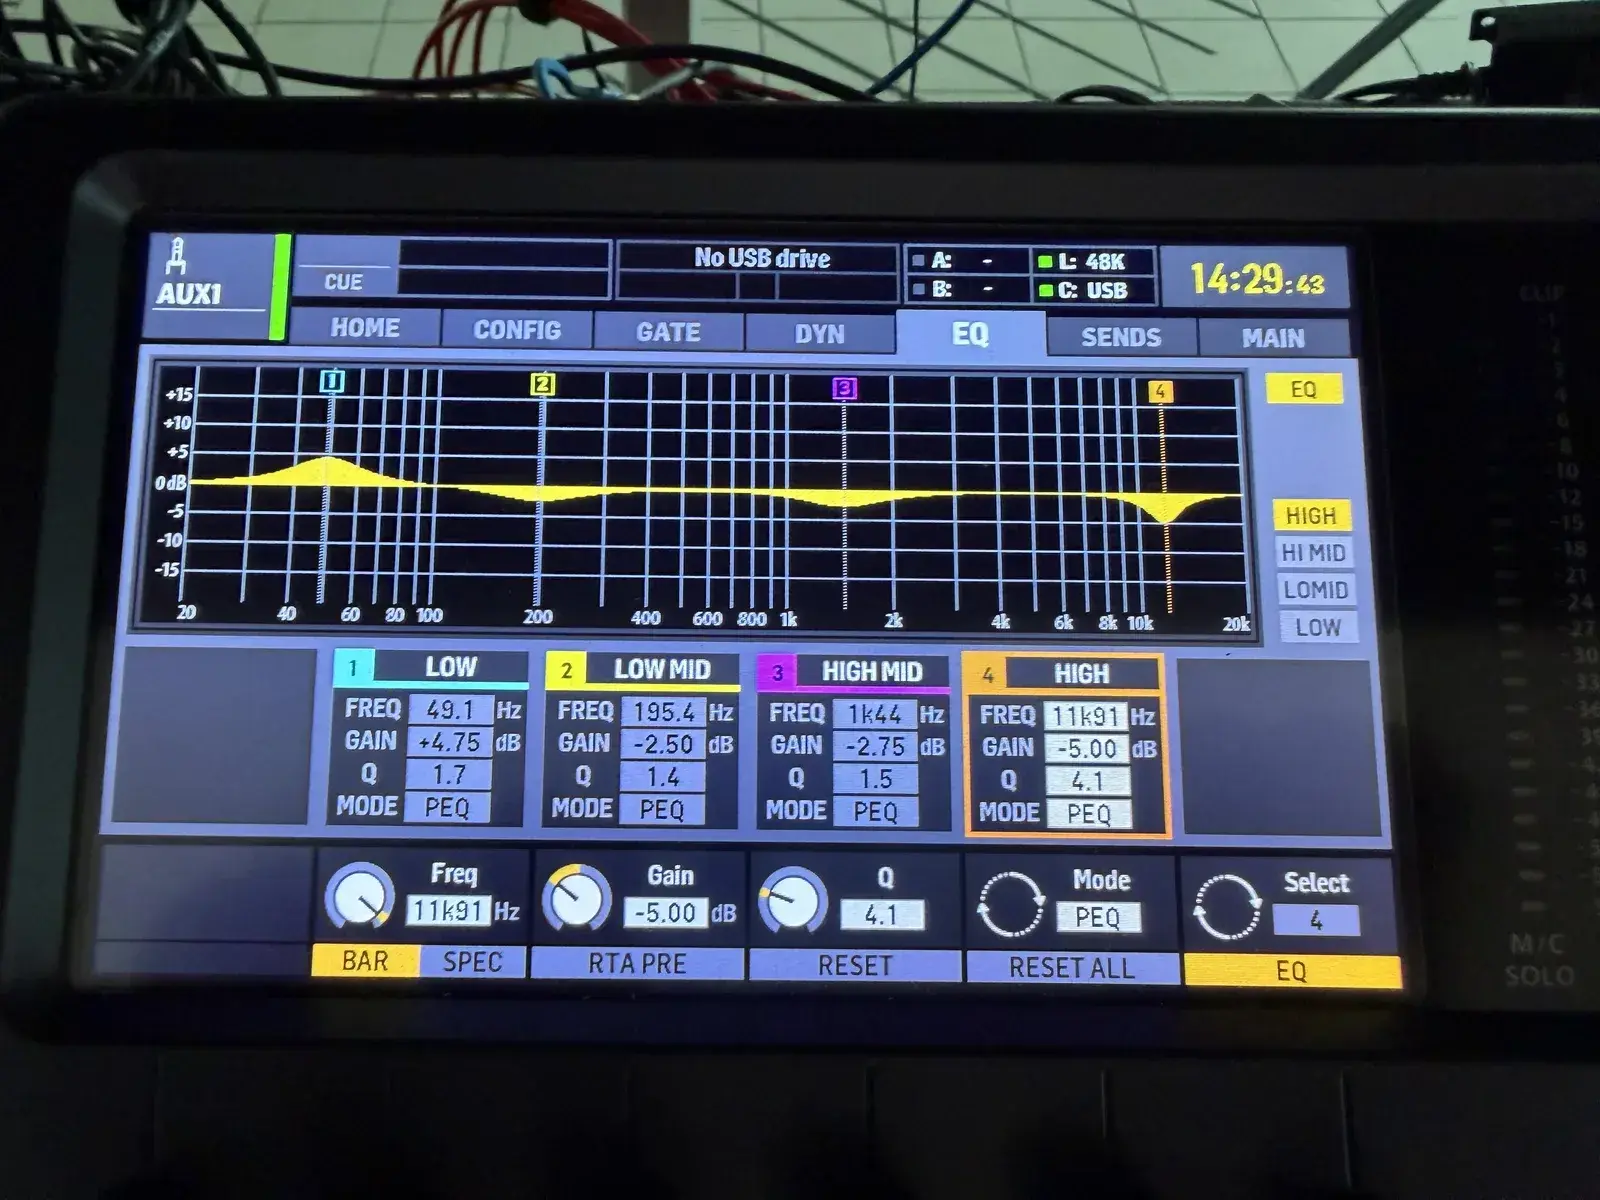 AUX1
CUE
No USB drive
A: -
L: 48K
B: -
C: USB
14:29:43
HOME
CONFIG
GATE
DYN
EQ
SENDS
MAIN
1
2
3
4
+15
+10
+5
0 dB
-5
-10
-15
20
40
60
80
100
200
400
600
800
1k
2k
4k
6k
8k
10k
20k
EQ
HIGH
HI MID
LOMID
LOW
1 LOW
FREQ 49.1 Hz
GAIN +4.75 dB
Q 1.7
MODE PEQ
2 LOW MID
FREQ 195.4 Hz
GAIN -2.50 dB
Q 1.4
MODE PEQ
3 HIGH MID
FREQ 1k44 Hz
GAIN -2.75 dB
Q 1.5
MODE PEQ
4 HIGH
FREQ 11k91 Hz
GAIN -5.00 dB
Q 4.1
MODE PEQ
Freq
11k91 Hz
Gain
-5.00 dB
Q
4.1
Mode
PEQ
Select
4
BAR
SPEC
RTA PRE
RESET
RESET ALL
EQ
CLIP
M/C
SOLO